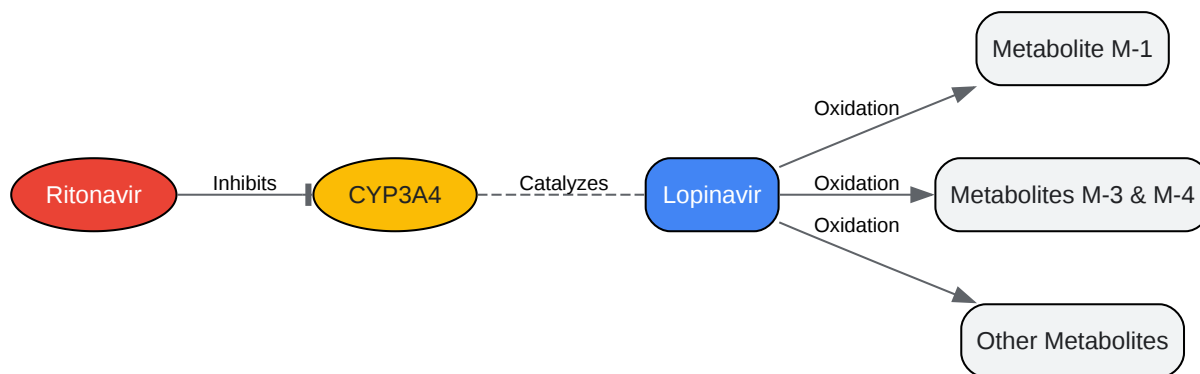 Metabolite M-1
Oxidation
Ritonavir
Inhibits
CYP3A4
Catalyzes
Lopinavir
Oxidation
Metabolites M-3 & M-4
Oxidation
Other Metabolites